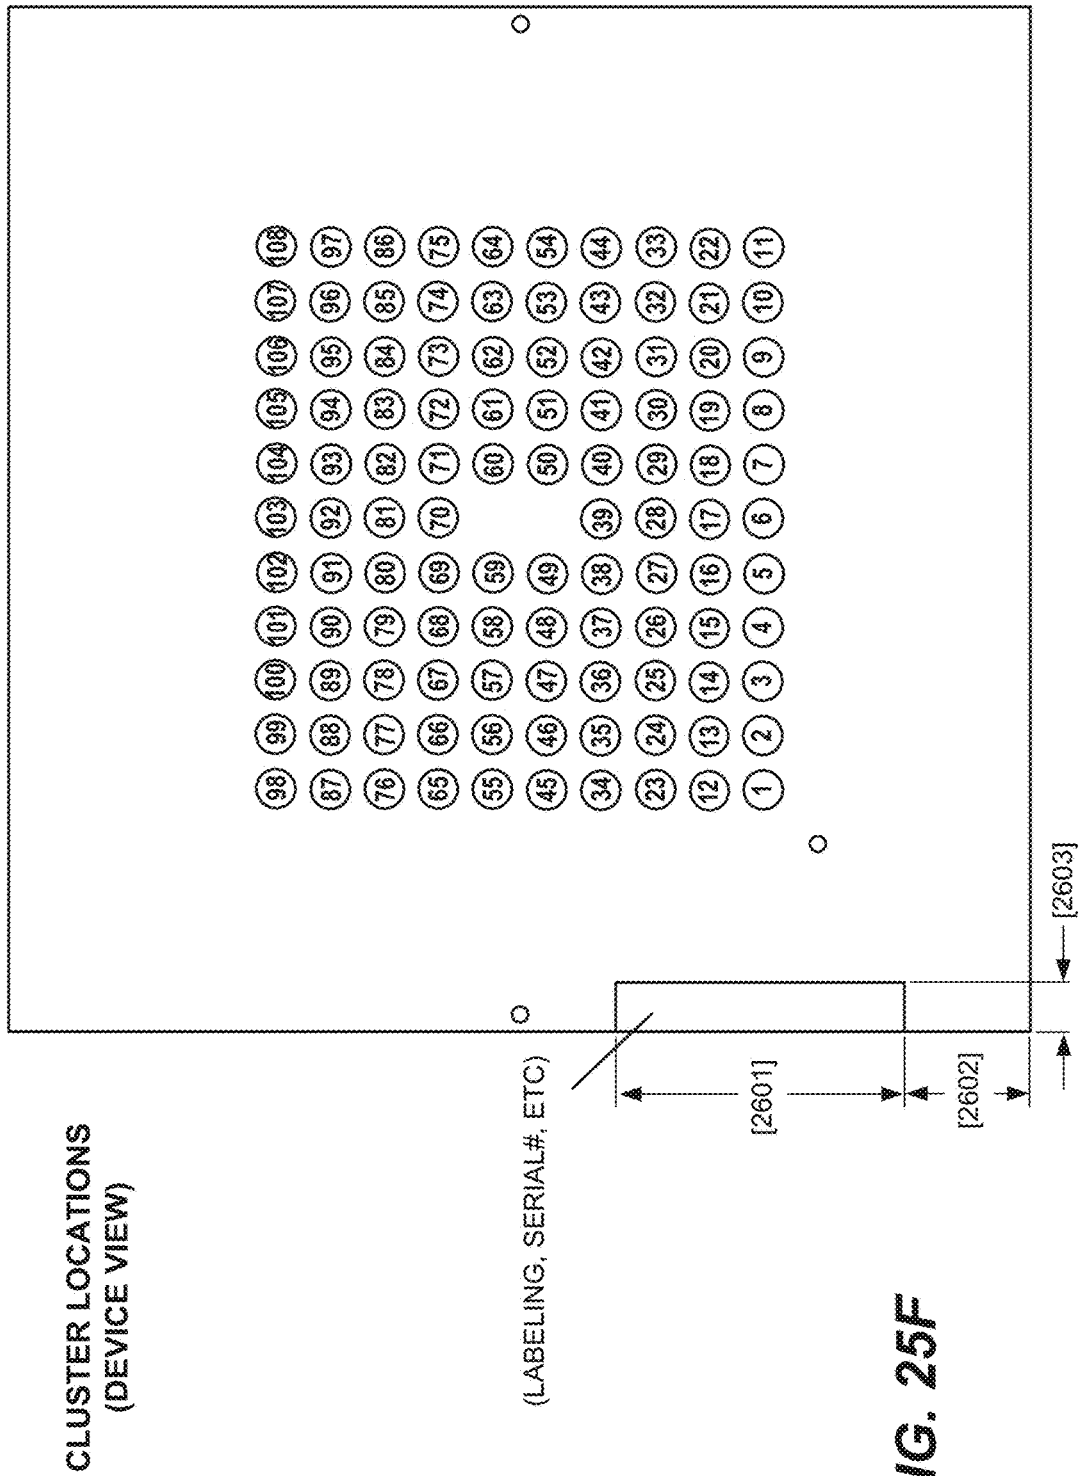 CLUSTER LOCATIONS
(DEVICE VIEW)
98 99 100 101 102 103 104 105 106 107 108
87 88 89 90 91 92 93 94 95 96 97
76 77 78 79 80 81 82 83 84 85 86
65 66 67 68 69 70 71 72 73 74 75
55 56 57 58 59 60 61 62 63 64
45 46 47 48 49 50 51 52 53 54
34 35 36 37 38 39 40 41 42 43 44
23 24 25 26 27 28 29 30 31 32 33
12 13 14 15 16 17 18 19 20 21 22
1 2 3 4 5 6 7 8 9 10 11
(LABELING, SERIAL#, ETC)
[2601]
[2602]
[2603]
IG. 25F